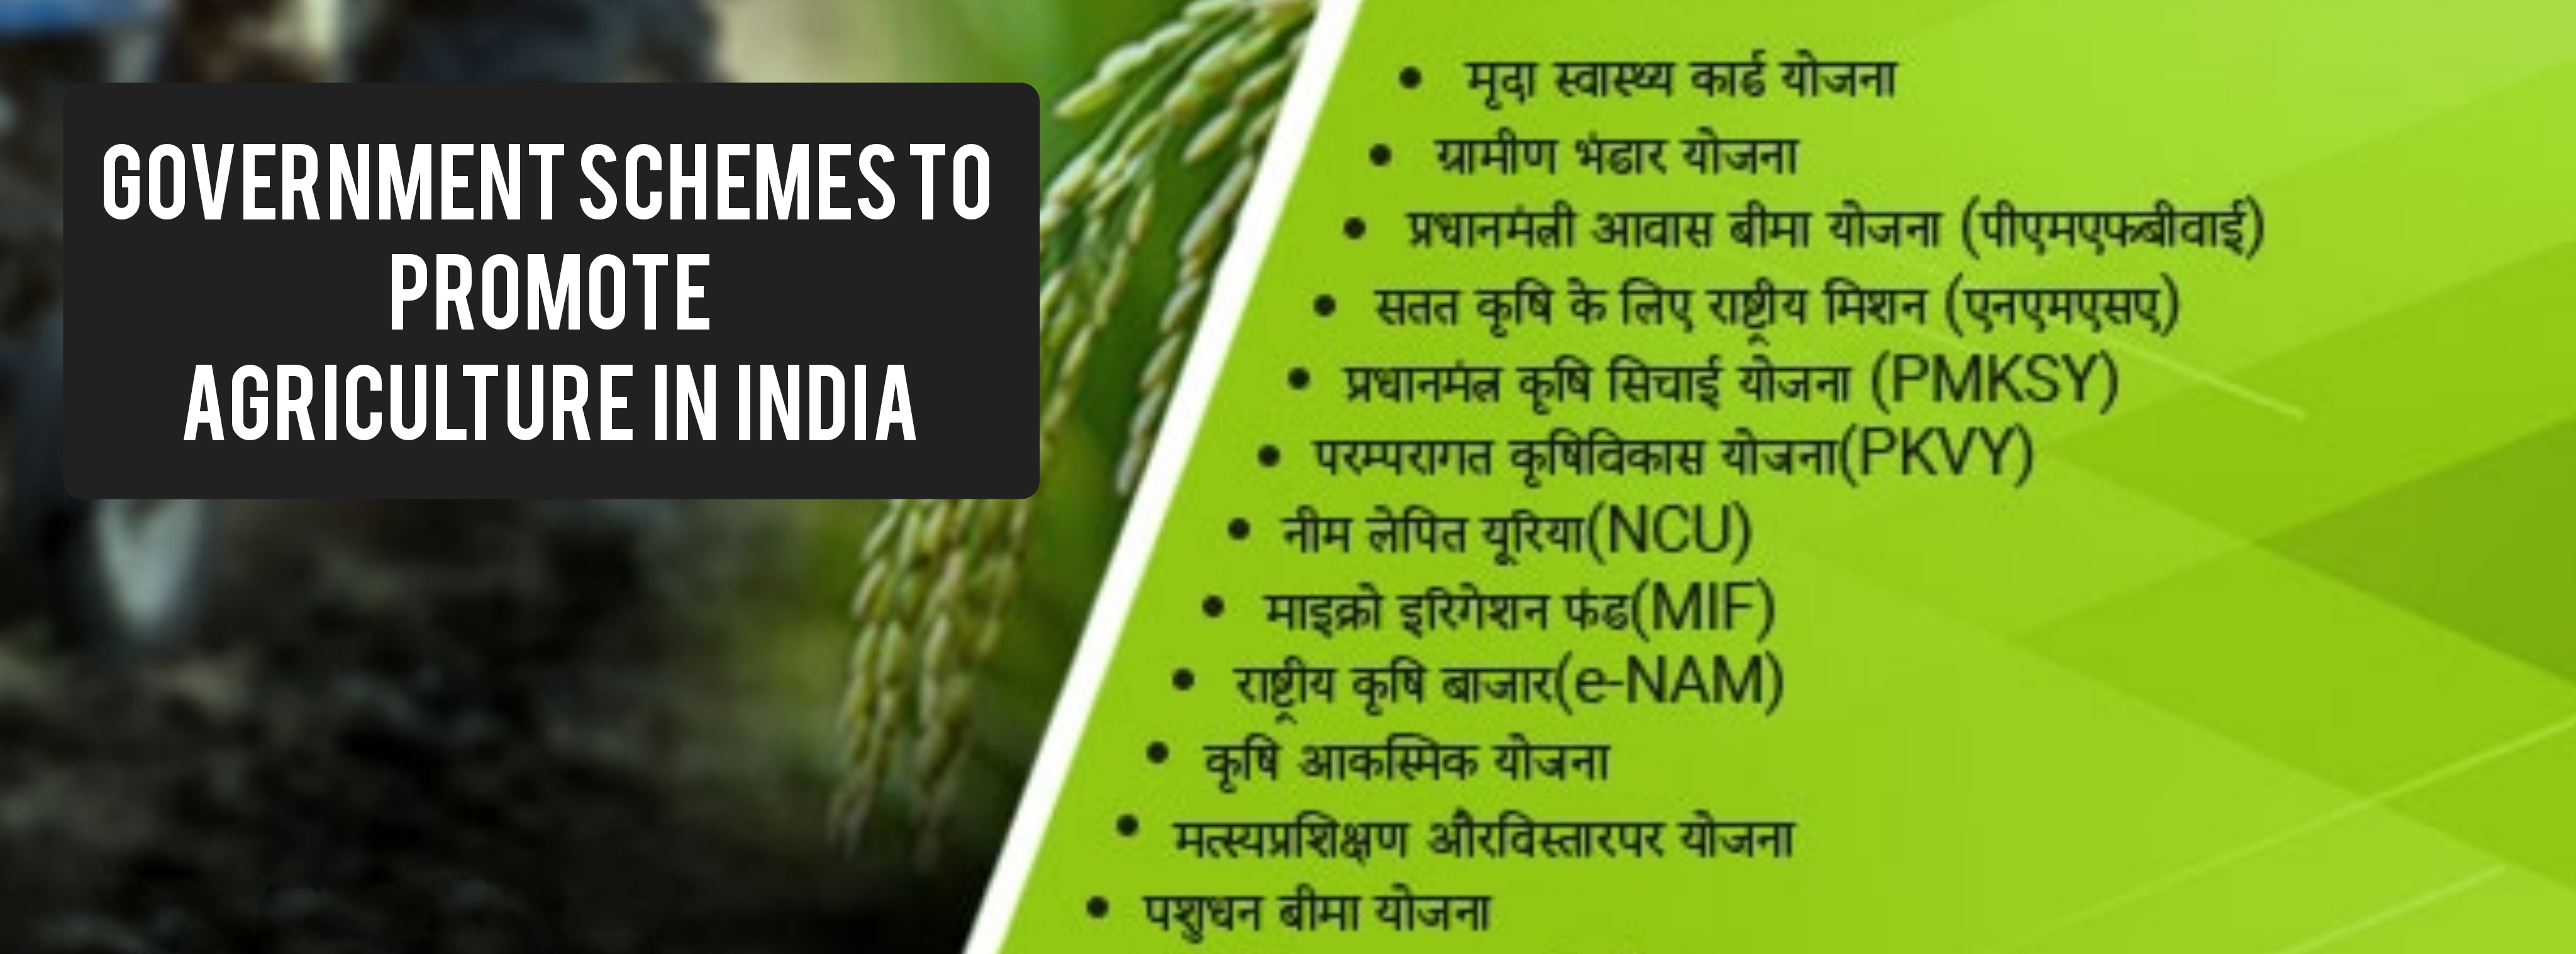 GOVERNMENT SCHEMES TO
PROMOTE
AGRICULTURE IN INDIA
• मृदा स्वास्थ्य कार्ड योजना
• ग्रामीण भंडार योजना
• प्रधानमंत्री आवास बीमा योजना (पीएमएफबीवाई)
• सतत कृषि के लिए राष्ट्रीय मिशन (एनएमएसए)
• प्रधानमंत्र कृषि सिचाई योजना (PMKSY)
• परम्परागत कृषिविकास योजना(PKVY)
• नीम लेपित यूरिया(NCU)
• माइक्रो इरिगेशन फंड(MIF)
• राष्ट्रीय कृषि बाजार(e-NAM)
• कृषि आकस्मिक योजना
• मत्स्यप्रशिक्षण औरविस्तारपर योजना
• पशुधन बीमा योजना